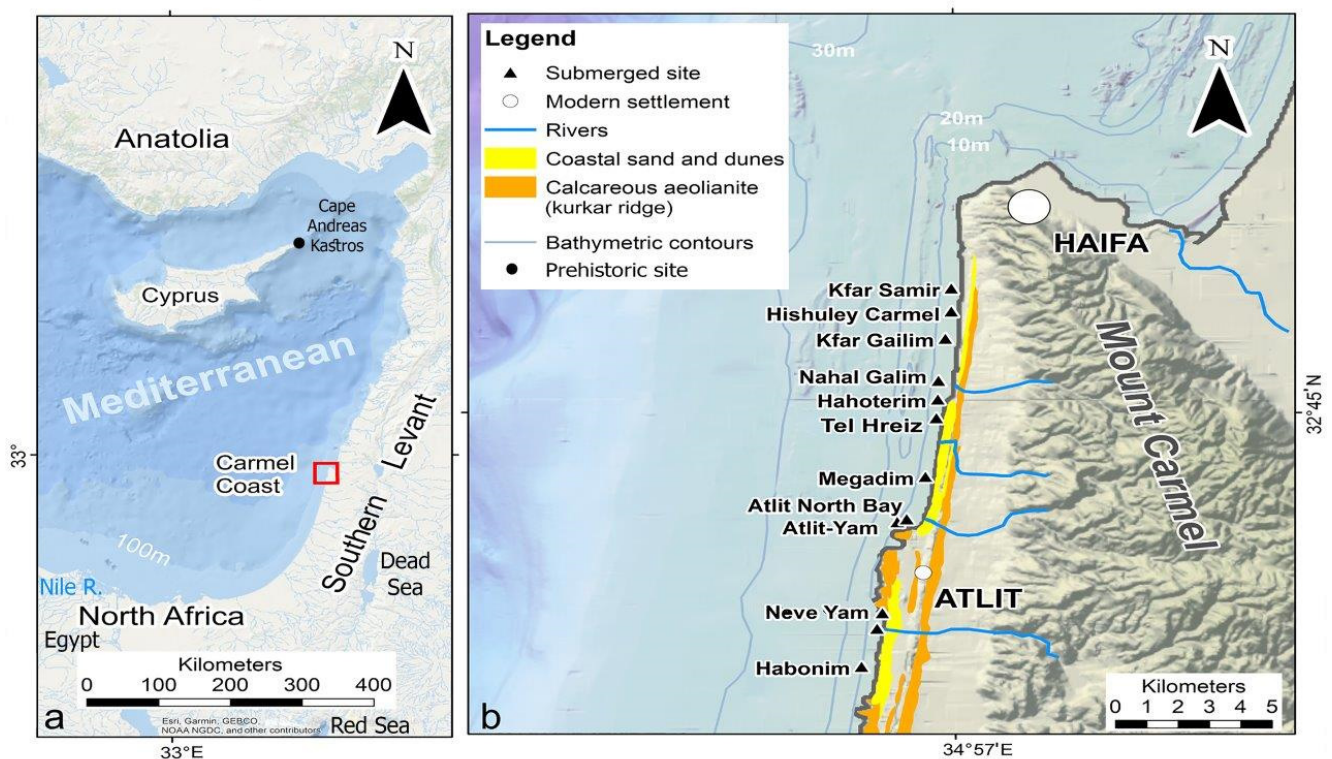 N
Anatolia
Cape
Andreas
Kastros
Cyprus
Mediterranean
Carmel
Coast
Southern Levant
100m
Nile R.
North Africa
Egypt
Dead
Sea
Kilometers
0 100 200 300 400
Esri, Garmin, GEBCO,
NOAA NGDC, and other contributors
Red Sea
a
33°
33°E
Legend
Submerged site
Modern settlement
Rivers
Coastal sand and dunes
Calcareous aeolianite
(kurkar ridge)
Bathymetric contours
Prehistoric site
30m
20m
10m
N
HAIFA
Kfar Samir
Hishuley Carmel
Kfar Gailim
Nahal Galim
Hahoterim
Tel Hreiz
Megadim
Atlit North Bay
Atlit-Yam
ATLIT
Neve Yam
Habonim
Mount Carmel
Kilometers
0 1 2 3 4 5
b
32°45'N
34°57'E